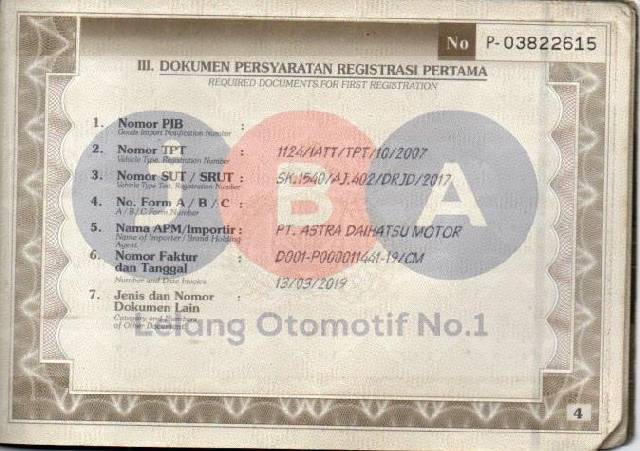 No P-03822615
III. DOKUMEN PERSYARATAN REGISTRASI PERTAMA
REQUIRED DOCUMENTS FOR FIRST REGISTRATION
1. Nomor PIB :
Goods Import Notification Number
2. Nomor TPT : 1124/IATT/TPT/10/2007
Vehicle Type Registration Number
3. Nomor SUT / SRUT : SK.1540/AJ.402/DRJD/2017
Vehicle Type Test Registration Number
4. No. Form A / B / C :
A / B / C Form Number
5. Nama APM/Importir : PT. ASTRA DAIHATSU MOTOR
Name of Importer / Brand Holding
Agent.
6. Nomor Faktur : D001-P000011441-19/CM
dan Tanggal 13/03/2019
Number and Date Invoice
7. Jenis dan Nomor :
Dokumen Lain
Category and Numbers
of Other Document
J B A
Lelang Otomotif No.1
4